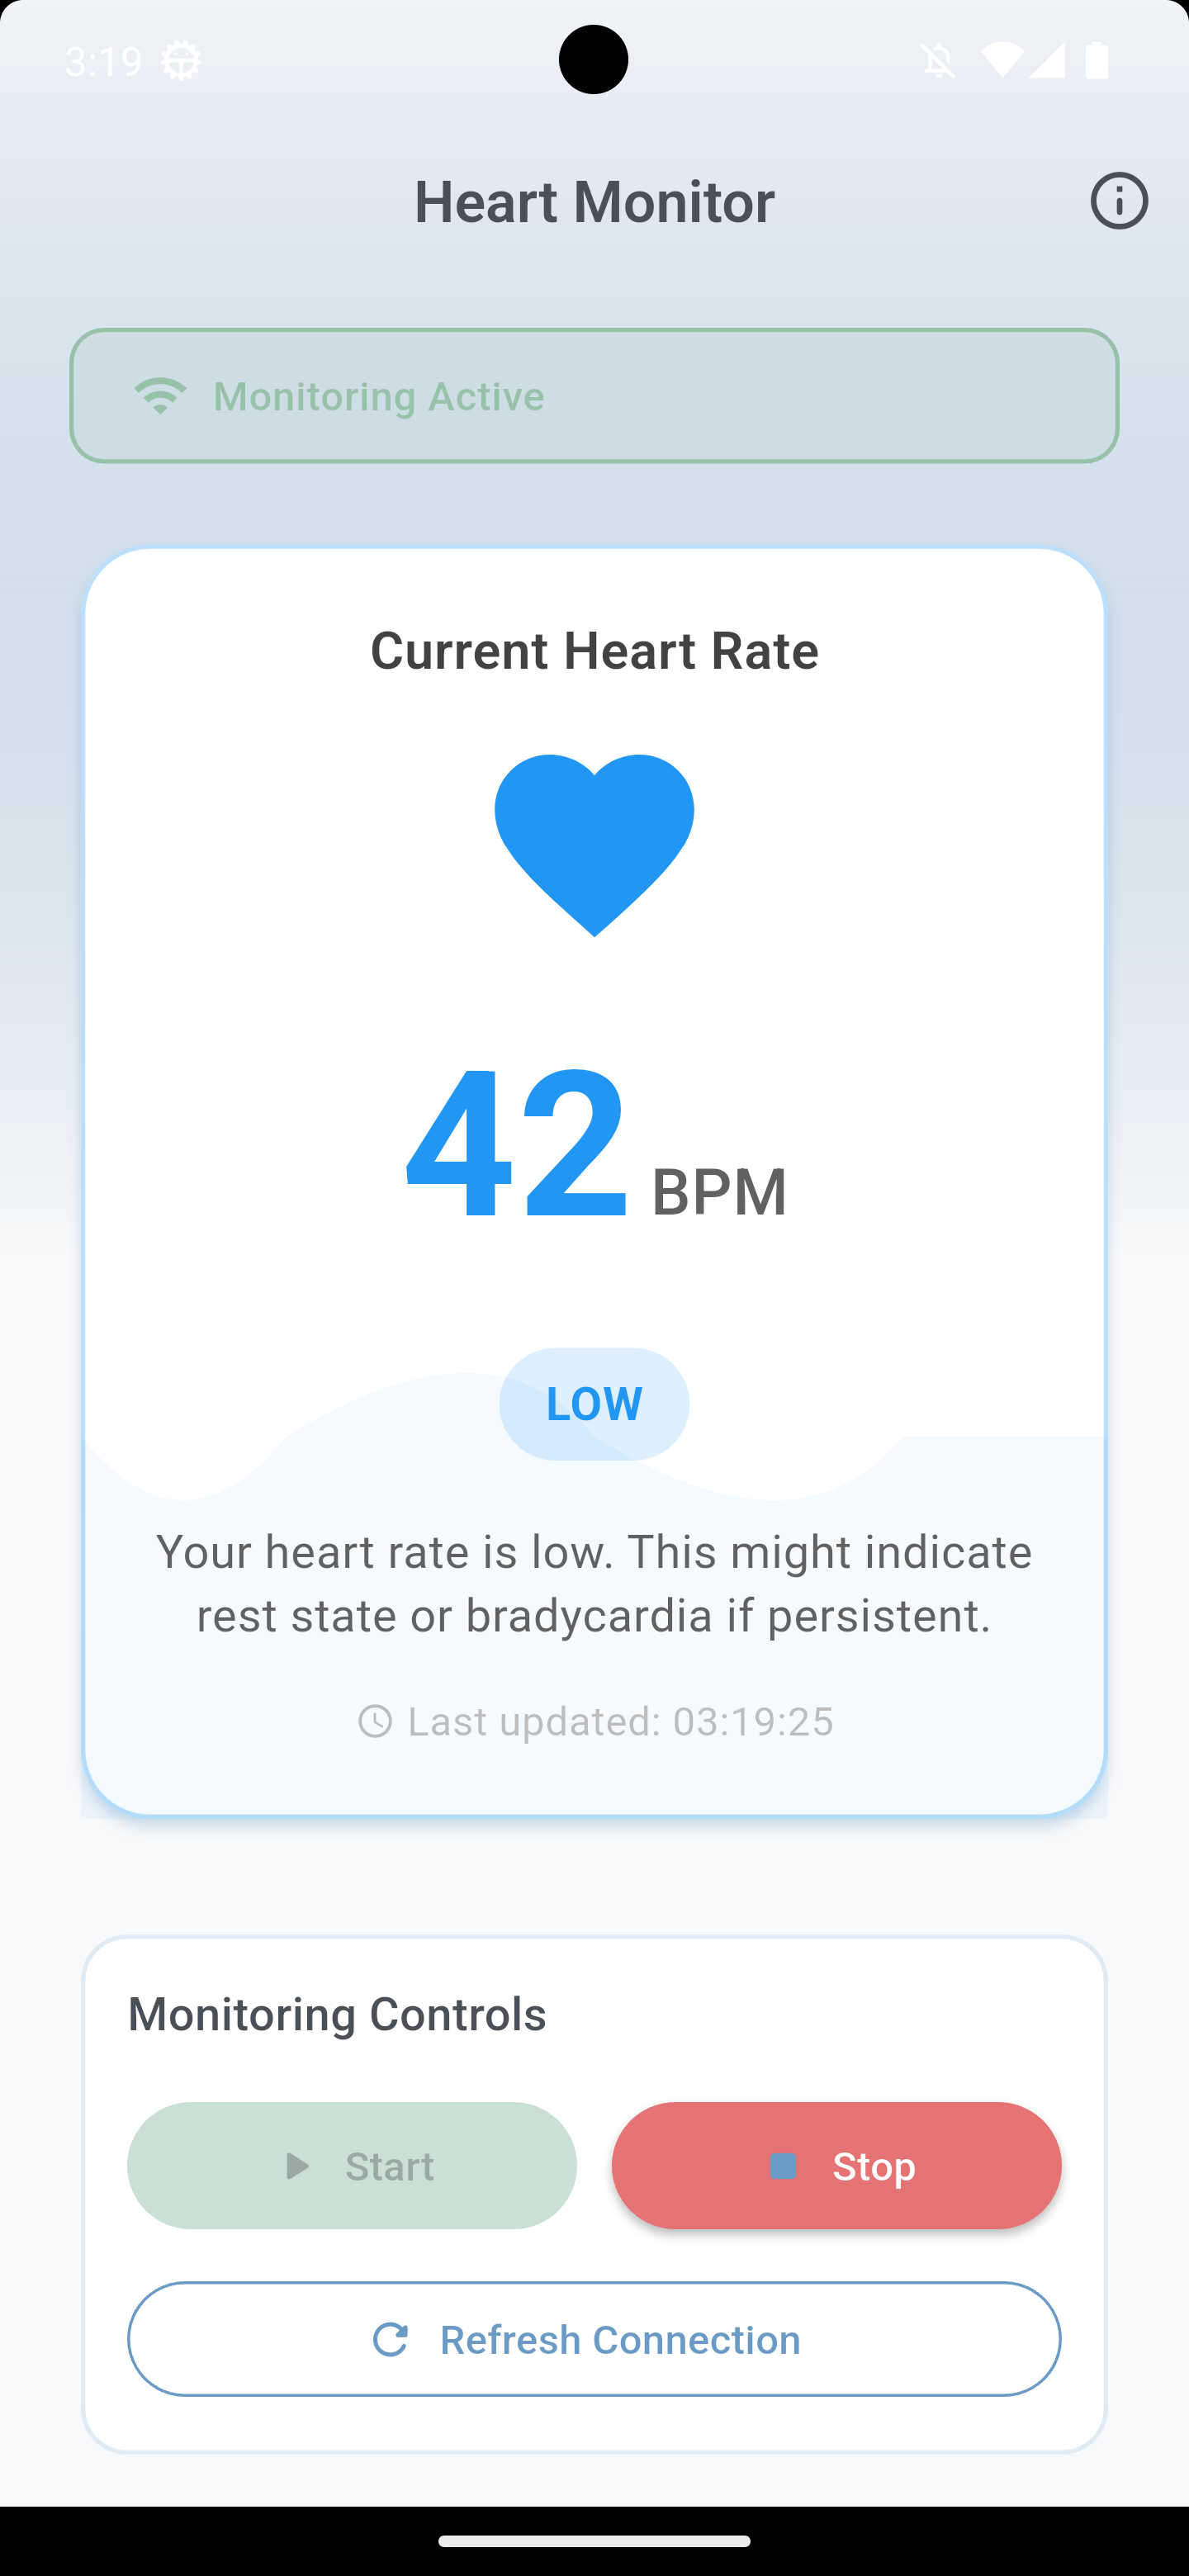 3:19
Heart Monitor
Monitoring Active
Current Heart Rate
42 BPM
LOW
Your heart rate is low. This might indicate
rest state or bradycardia if persistent.
Last updated: 03:19:25
Monitoring Controls
Start
Stop
Refresh Connection